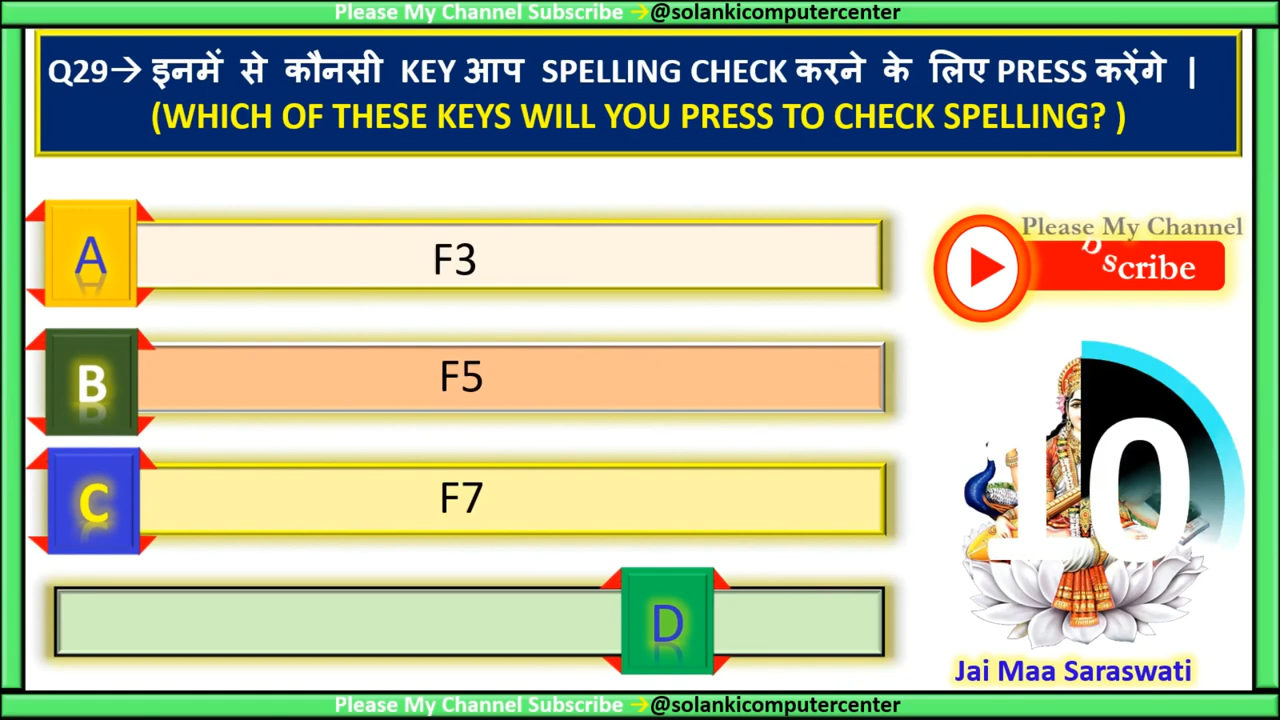 Please My Channel Subscribe →@solankicomputercenter
Q29→ इनमें से कौनसी KEY आप SPELLING CHECK करने के लिए PRESS करेंगे |
(WHICH OF THESE KEYS WILL YOU PRESS TO CHECK SPELLING? )
A F3
Please My Channel
bscribe
B F5
C F7
10
D
Jai Maa Saraswati
Please My Channel Subscribe →@solankicomputercenter